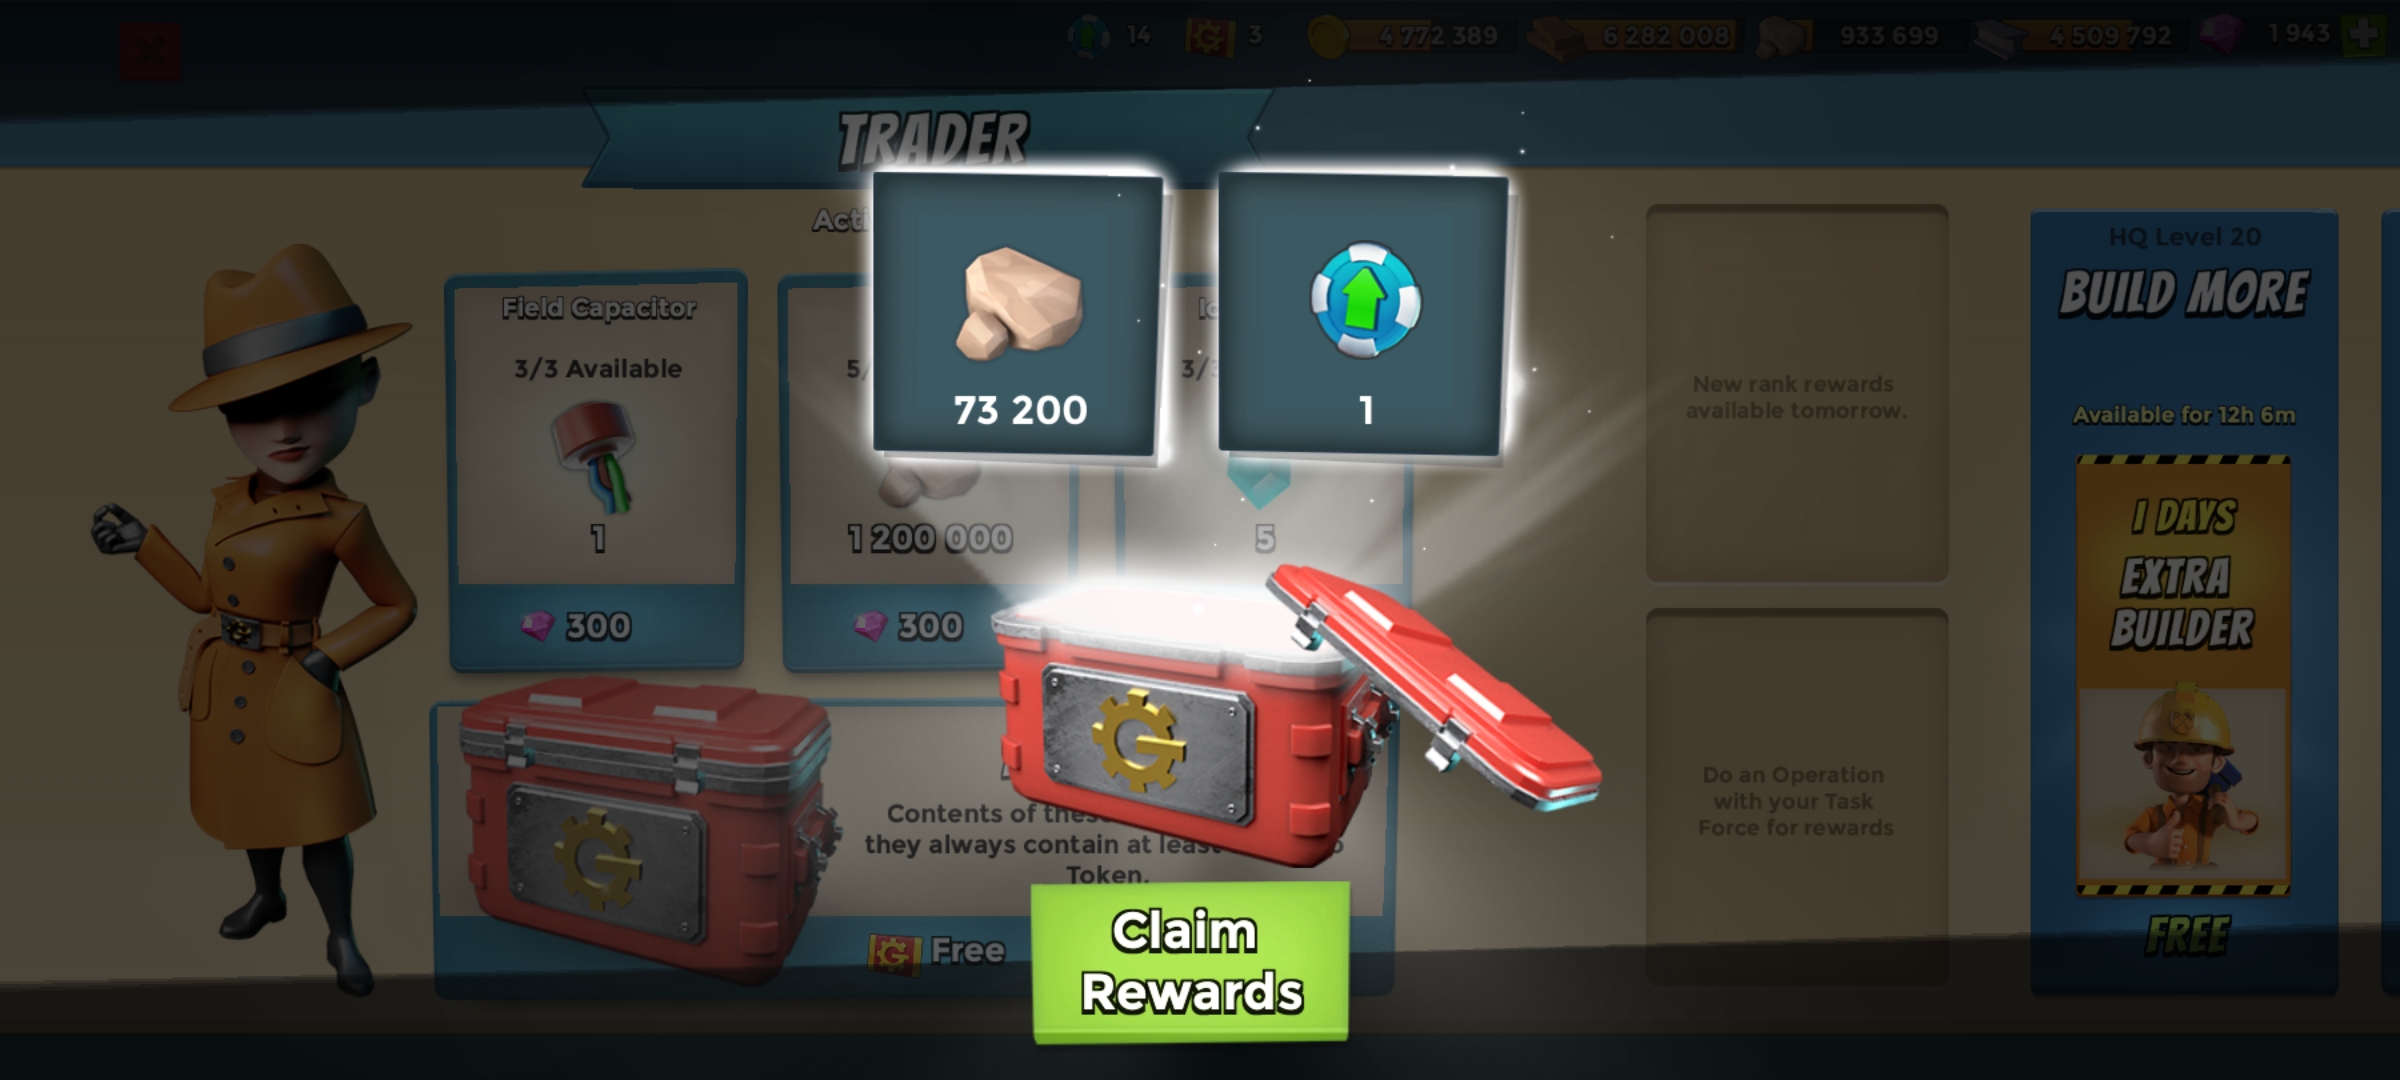 14
3
4 772 389
6 282 008
933 699
4 509 792
1 943
TRADER
Field Capacitor
3/3 Available
1
300
1 200 000
300
5
73 200
1
Contents of
they always contain at least
Token.
Free
Claim
Rewards
New rank rewards
available tomorrow.
Do an Operation
with your Task
Force for rewards
HQ Level 20
BUILD MORE
Available for 12h 6m
1 DAYS
EXTRA
BUILDER
FREE